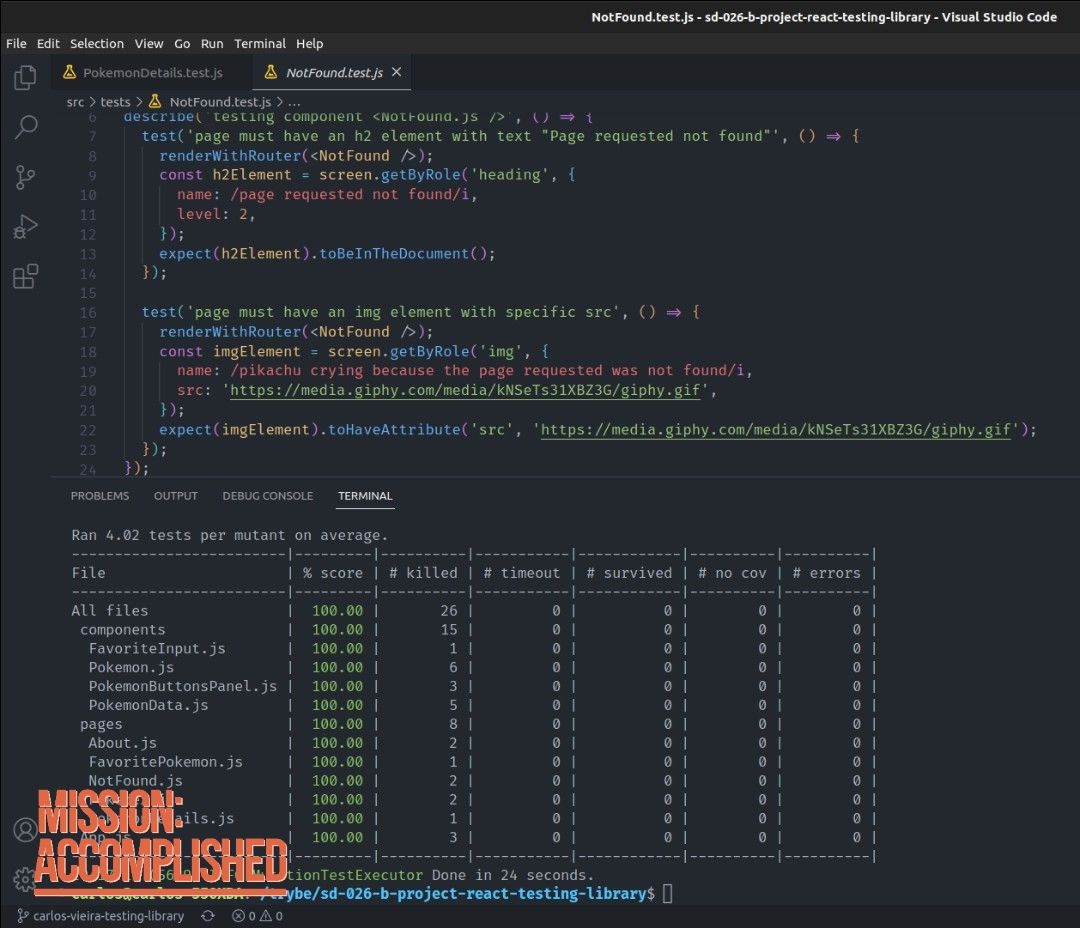 NotFound.test.js - sd-026-b-project-react-testing-library - Visual Studio Code
File Edit Selection View Go Run Terminal Help
PokemonDetails.test.js NotFound.test.js ×
src > tests > NotFound.test.js > ...
6 describe('testing component <NotFound.js />', () => {
7 test('page must have an h2 element with text "Page requested not found"', () => {
8 renderWithRouter(<NotFound />);
9 const h2Element = screen.getByRole('heading', {
10 name: /page requested not found/i,
11 level: 2,
12 });
13 expect(h2Element).toBeInTheDocument();
14 });
15
16 test('page must have an img element with specific src', () => {
17 renderWithRouter(<NotFound />);
18 const imgElement = screen.getByRole('img', {
19 name: /pikachu crying because the page requested was not found/i,
20 src: 'https://media.giphy.com/media/kNSeTs31XBZ3G/giphy.gif',
21 });
22 expect(imgElement).toHaveAttribute('src', 'https://media.giphy.com/media/kNSeTs31XBZ3G/giphy.gif');
23 });
24 });
PROBLEMS OUTPUT DEBUG CONSOLE TERMINAL
Ran 4.02 tests per mutant on average.
-------------------------|---------|----------|-----------|------------|----------|----------|
File | % score | # killed | # timeout | # survived | # no cov | # errors |
-------------------------|---------|----------|-----------|------------|----------|----------|
All files | 100.00 | 26 | 0 | 0 | 0 | 0 |
components | 100.00 | 15 | 0 | 0 | 0 | 0 |
FavoriteInput.js | 100.00 | 1 | 0 | 0 | 0 | 0 |
Pokemon.js | 100.00 | 6 | 0 | 0 | 0 | 0 |
PokemonButtonsPanel.js | 100.00 | 3 | 0 | 0 | 0 | 0 |
PokemonData.js | 100.00 | 5 | 0 | 0 | 0 | 0 |
pages | 100.00 | 8 | 0 | 0 | 0 | 0 |
About.js | 100.00 | 2 | 0 | 0 | 0 | 0 |
FavoritePokemon.js | 100.00 | 1 | 0 | 0 | 0 | 0 |
NotFound.js | 100.00 | 2 | 0 | 0 | 0 | 0 |
| 100.00 | 2 | 0 | 0 | 0 | 0 |
| 100.00 | 1 | 0 | 0 | 0 | 0 |
App.js | 100.00 | 3 | 0 | 0 | 0 | 0 |
-------------------------|---------|----------|-----------|------------|----------|----------|
MISSION:
ACCOMPLISHED
Done in 24 seconds.
/trybe/sd-026-b-project-react-testing-library$
carlos-vieira-testing-library 0 0